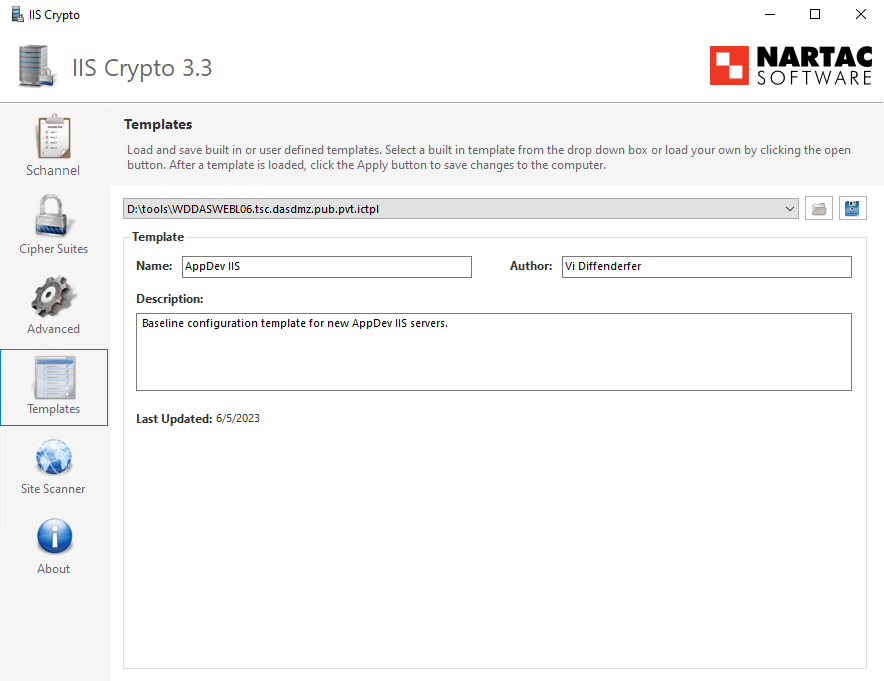 IIS Crypto
IIS Crypto 3.3
NARTAC
SOFTWARE
Schannel
Cipher Suites
Advanced
Templates
Site Scanner
About
Templates
Load and save built in or user defined templates. Select a built in template from the drop down box or load your own by clicking the open
button. After a template is loaded, click the Apply button to save changes to the computer.
D:\tools\WDDASWEBL06.tsc.dasdmz.pub.pvt.ictpl
Template
Name: AppDev IIS Author: Vi Diffenderfer
Description:
Baseline configuration template for new AppDev IIS servers.
Last Updated: 6/5/2023